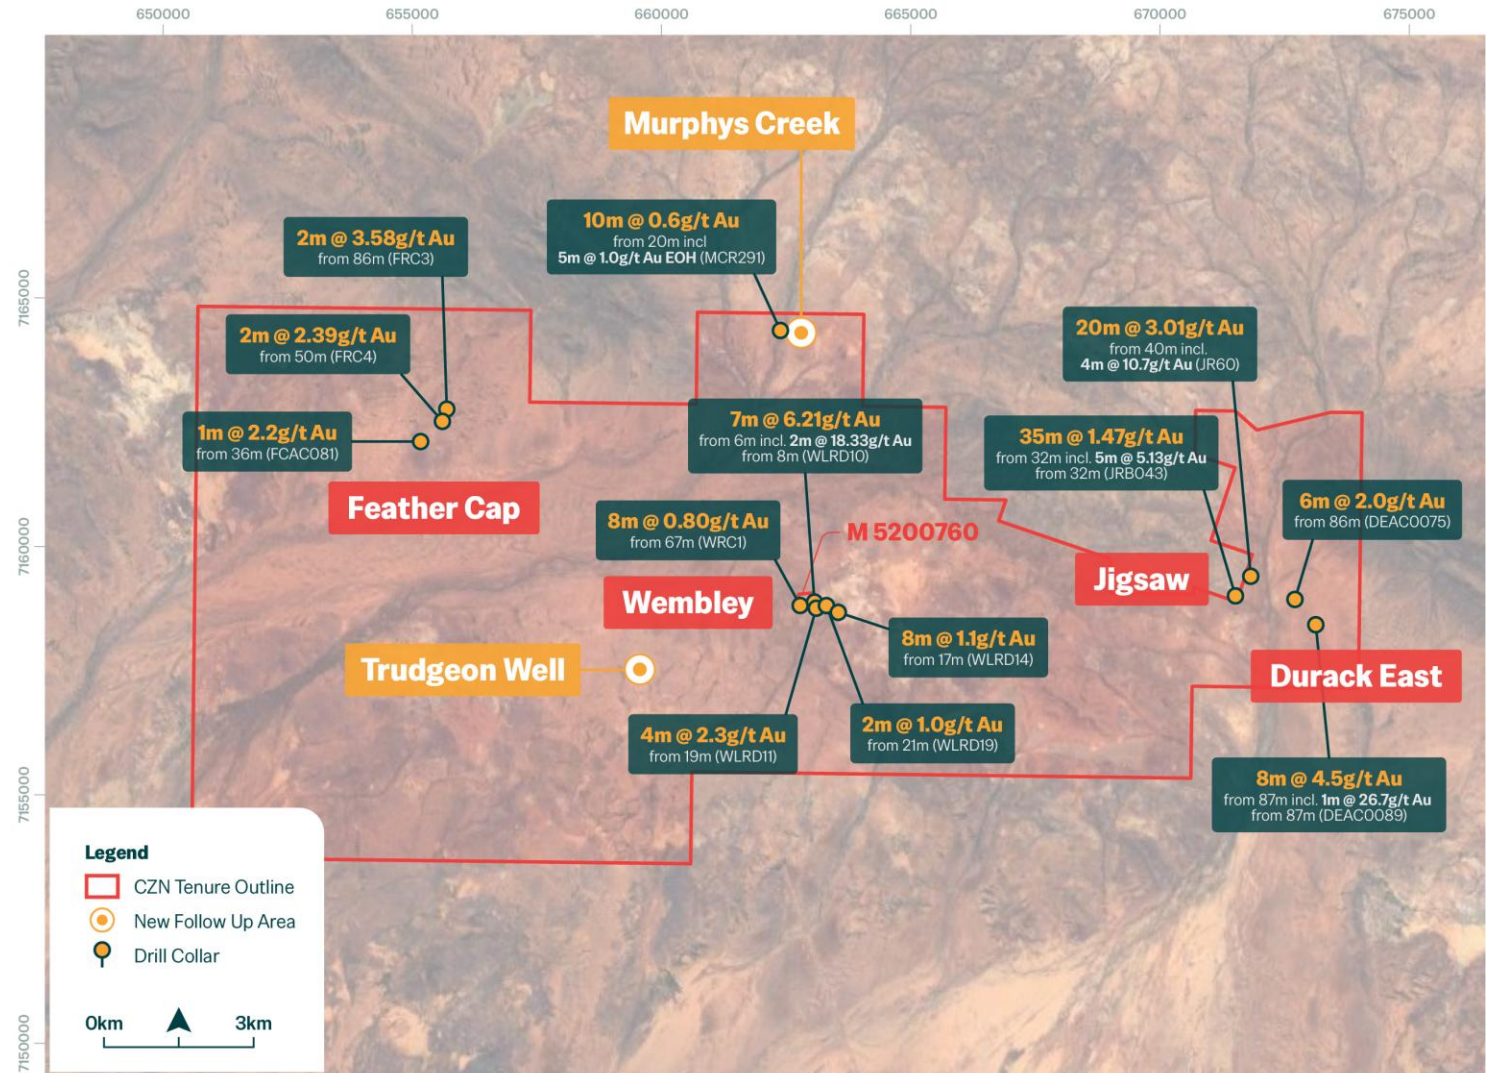 650000
655000
660000
665000
670000
675000
7165000
7160000
7155000
7150000
Murphys Creek
10m @ 0.6g/t Au
from 20m incl
5m @ 1.0g/t Au EOH (MCR291)
2m @ 3.58g/t Au
from 86m (FRC3)
2m @ 2.39g/t Au
from 50m (FRC4)
1m @ 2.2g/t Au
from 36m (FCAC081)
Feather Cap
7m @ 6.21g/t Au
from 6m incl. 2m @ 18.33g/t Au
from 8m (WLRD10)
20m @ 3.01g/t Au
from 40m incl.
4m @ 10.7g/t Au (JR60)
35m @ 1.47g/t Au
from 32m incl. 5m @ 5.13g/t Au
from 32m (JRB043)
6m @ 2.0g/t Au
from 86m (DEAC0075)
8m @ 0.80g/t Au
from 67m (WRC1)
M 5200760
Jigsaw
Wembley
8m @ 1.1g/t Au
from 17m (WLRD14)
Trudgeon Well
Durack East
4m @ 2.3g/t Au
from 19m (WLRD11)
2m @ 1.0g/t Au
from 21m (WLRD19)
8m @ 4.5g/t Au
from 87m incl. 1m @ 26.7g/t Au
from 87m (DEAC0089)
Legend
CZN Tenure Outline
New Follow Up Area
Drill Collar
0km
3km